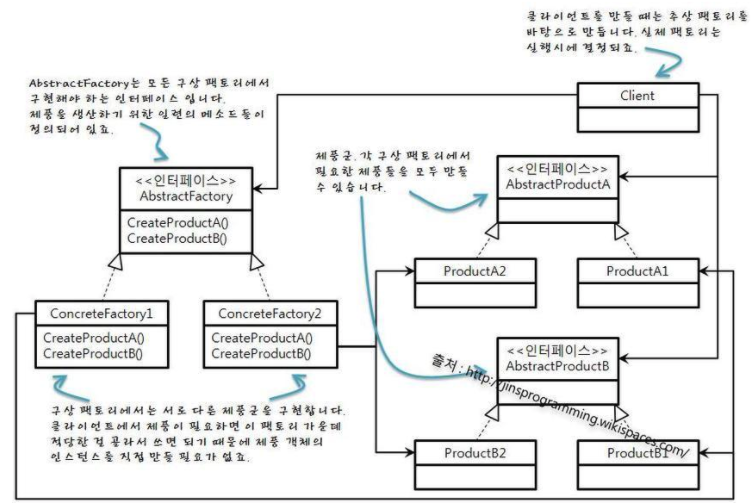 클라이언트를 만들 때는 추상 팩토리를
바탕으로 만듭니다. 실제 팩토리는
실행시에 결정되죠.
AbstractFactory는 모든 구상 팩토리에서
구현해야 하는 인터페이스 입니다.
제품을 생산하기 위한 일련의 메소드들이
정의되어 있죠.
Client
제품군. 각 구상 팩토리에서
필요한 제품들을 모두 만들
수 있습니다.
<<인터페이스>>
AbstractFactory
CreateProductA()
CreateProductB()
<<인터페이스>>
AbstractProductA
ProductA2
ProductA1
ConcreteFactory1
CreateProductA()
CreateProductB()
ConcreteFactory2
CreateProductA()
CreateProductB()
<<인터페이스>>
AbstractProductB
출처 : http://jinsprogramming.wikispaces.com/
구상 팩토리에서는 서로 다른 제품군을 구현합니다.
클라이언트에서 제품이 필요하면 이 팩토리 가운데
적당한 걸 골라서 쓰면 되기 때문에 제품 객체의
인스턴스를 직접 만들 필요가 없죠.
ProductB2
ProductB1